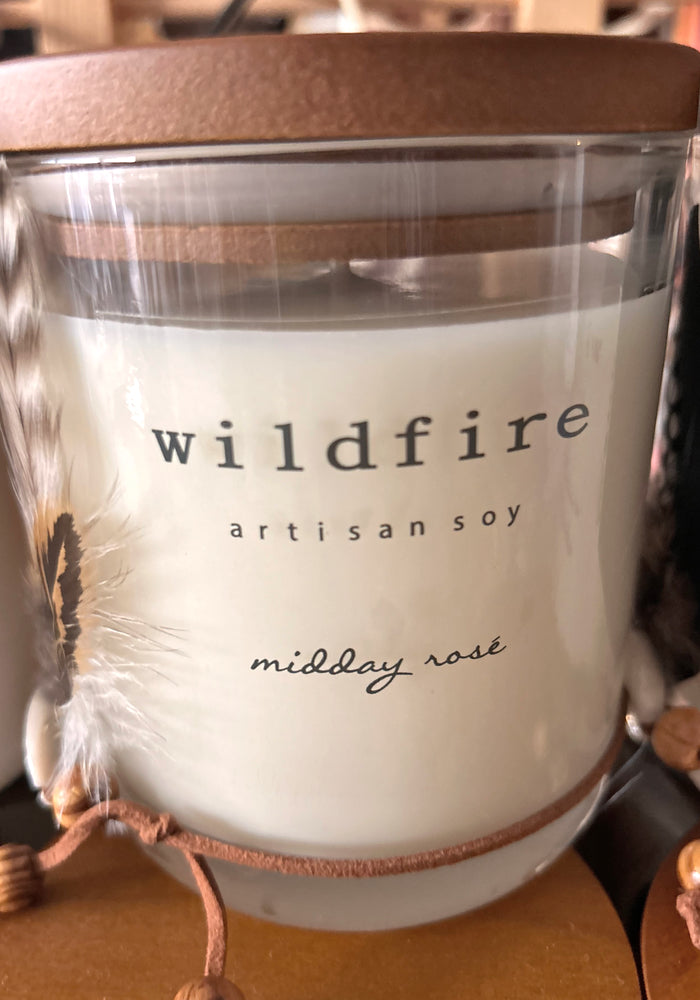 wildfire
artisan soy
midday rosé